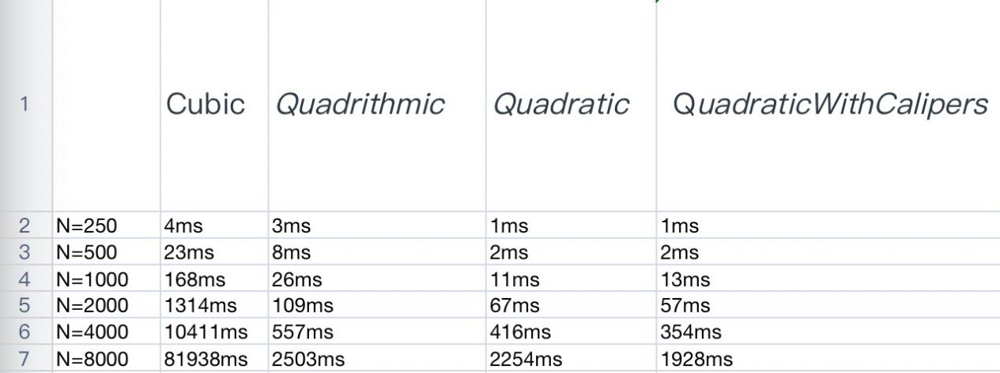 1 Cubic Quadrithmic Quadratic QuadraticWithCalipers
2 N=250 4ms 3ms 1ms 1ms
3 N=500 23ms 8ms 2ms 2ms
4 N=1000 168ms 26ms 11ms 13ms
5 N=2000 1314ms 109ms 67ms 57ms
6 N=4000 10411ms 557ms 416ms 354ms
7 N=8000 81938ms 2503ms 2254ms 1928ms